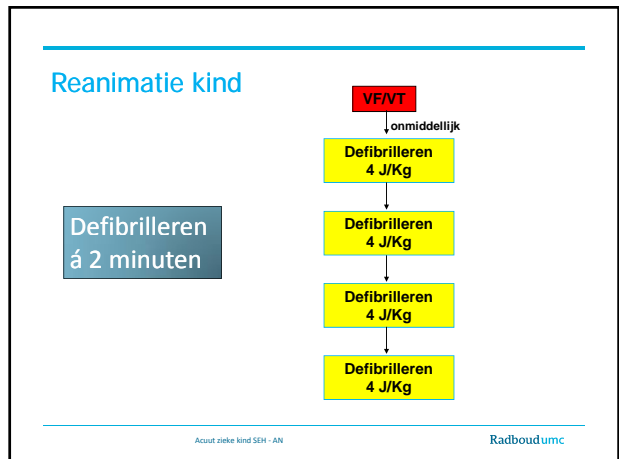 Reanimatie kind
VF/VT
onmiddellijk
Defibrilleren
4 J/Kg
Defibrilleren
á 2 minuten
Defibrilleren
4 J/Kg
Defibrilleren
4 J/Kg
Defibrilleren
4 J/Kg
Acuut zieke kind SEH - AN
Radboudumc